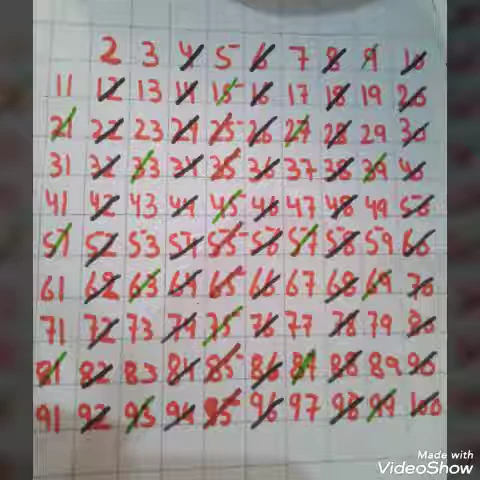 2 3 4 5 6 7 8 9 10
11 12 13 14 15 16 17 18 19 20
21 22 23 24 25 26 27 28 29 30
31 32 33 34 35 36 37 38 39 40
41 42 43 44 45 46 47 48 49 50
51 52 53 54 55 56 57 58 59 60
61 62 63 64 65 66 67 68 69 70
71 72 73 74 75 76 77 78 79 80
81 82 83 84 85 86 87 88 89 90
91 92 93 94 95 96 97 98 99 100
Made with
VideoShow